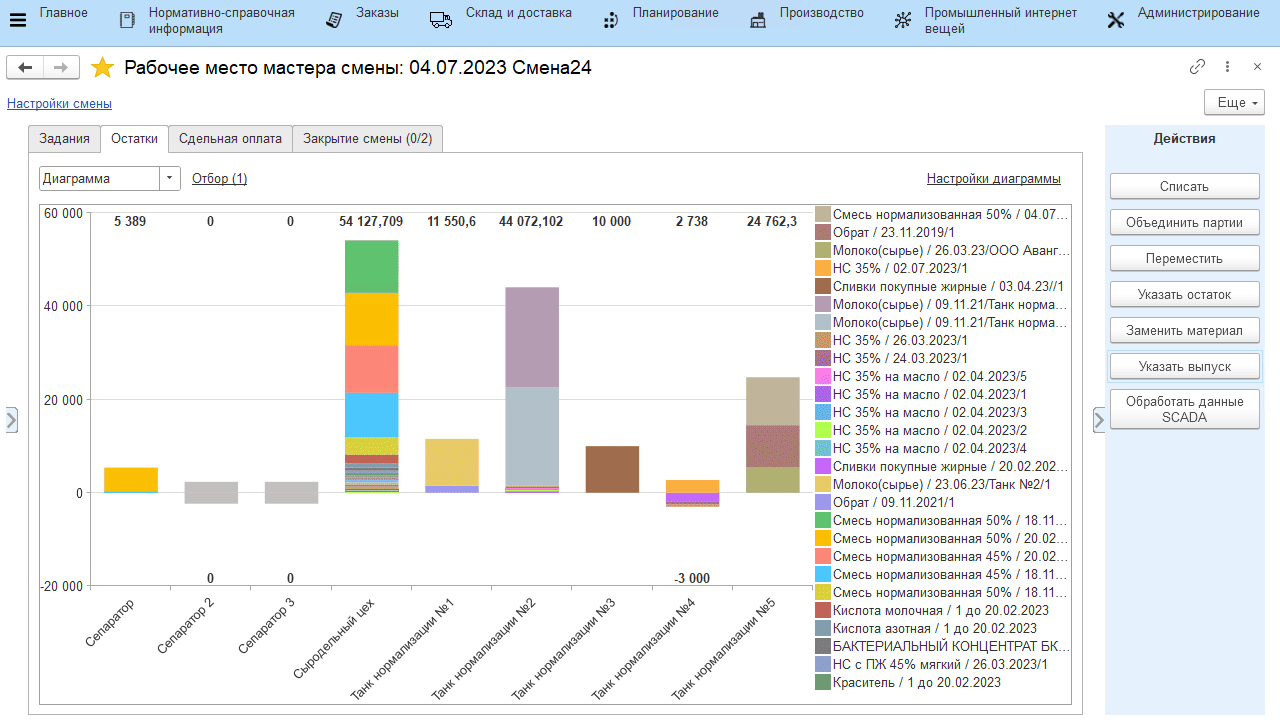 Главное
Нормативно-справочная
информация
Заказы
Склад и доставка
Планирование
Производство
Промышленный интернет
вещей
Администрирование
Рабочее место мастера смены: 04.07.2023 Смена24
Настройки смены
Еще
Задания
Остатки
Сдельная оплата
Закрытие смены (0/2)
Диаграмма
Отбор (1)
Настройки диаграммы
60 000
40 000
20 000
0
-20 000
5 389
0
0
54 127,709
11 550,6
44 072,102
10 000
2 738
24 762,3
0
0
-3 000
Сепаратор
Сепаратор 2
Сепаратор 3
Сыродельный цех
Танк нормализации №1
Танк нормализации №2
Танк нормализации №3
Танк нормализации №4
Танк нормализации №5
Смесь нормализованная 50% / 04.07...
Обрат / 23.11.2019/1
Молоко(сырье) / 26.03.23/ООО Аванг...
НС 35% / 02.07.2023/1
Сливки покупные жирные / 03.04.23//1
Молоко(сырье) / 09.11.21/Танк норма...
Молоко(сырье) / 09.11.21/Танк норма...
НС 35% / 26.03.2023/1
НС 35% / 24.03.2023/1
НС 35% на масло / 02.04.2023/5
НС 35% на масло / 02.04.2023/1
НС 35% на масло / 02.04.2023/3
НС 35% на масло / 02.04.2023/2
НС 35% на масло / 02.04.2023/4
Сливки покупные жирные / 20.02.202...
Молоко(сырье) / 23.06.23/Танк №2/1
Обрат / 09.11.2021/1
Смесь нормализованная 50% / 18.11...
Смесь нормализованная 50% / 20.02...
Смесь нормализованная 45% / 20.02...
Смесь нормализованная 45% / 18.11...
Смесь нормализованная 50% / 18.11...
Кислота молочная / 1 до 20.02.2023
Кислота азотная / 1 до 20.02.2023
БАКТЕРИАЛЬНЫЙ КОНЦЕНТРАТ БК...
НС с ПЖ 45% мягкий / 26.03.2023/1
Краситель / 1 до 20.02.2023
Действия
Списать
Объединить партии
Переместить
Указать остаток
Заменить материал
Указать выпуск
Обработать данные
SCADA